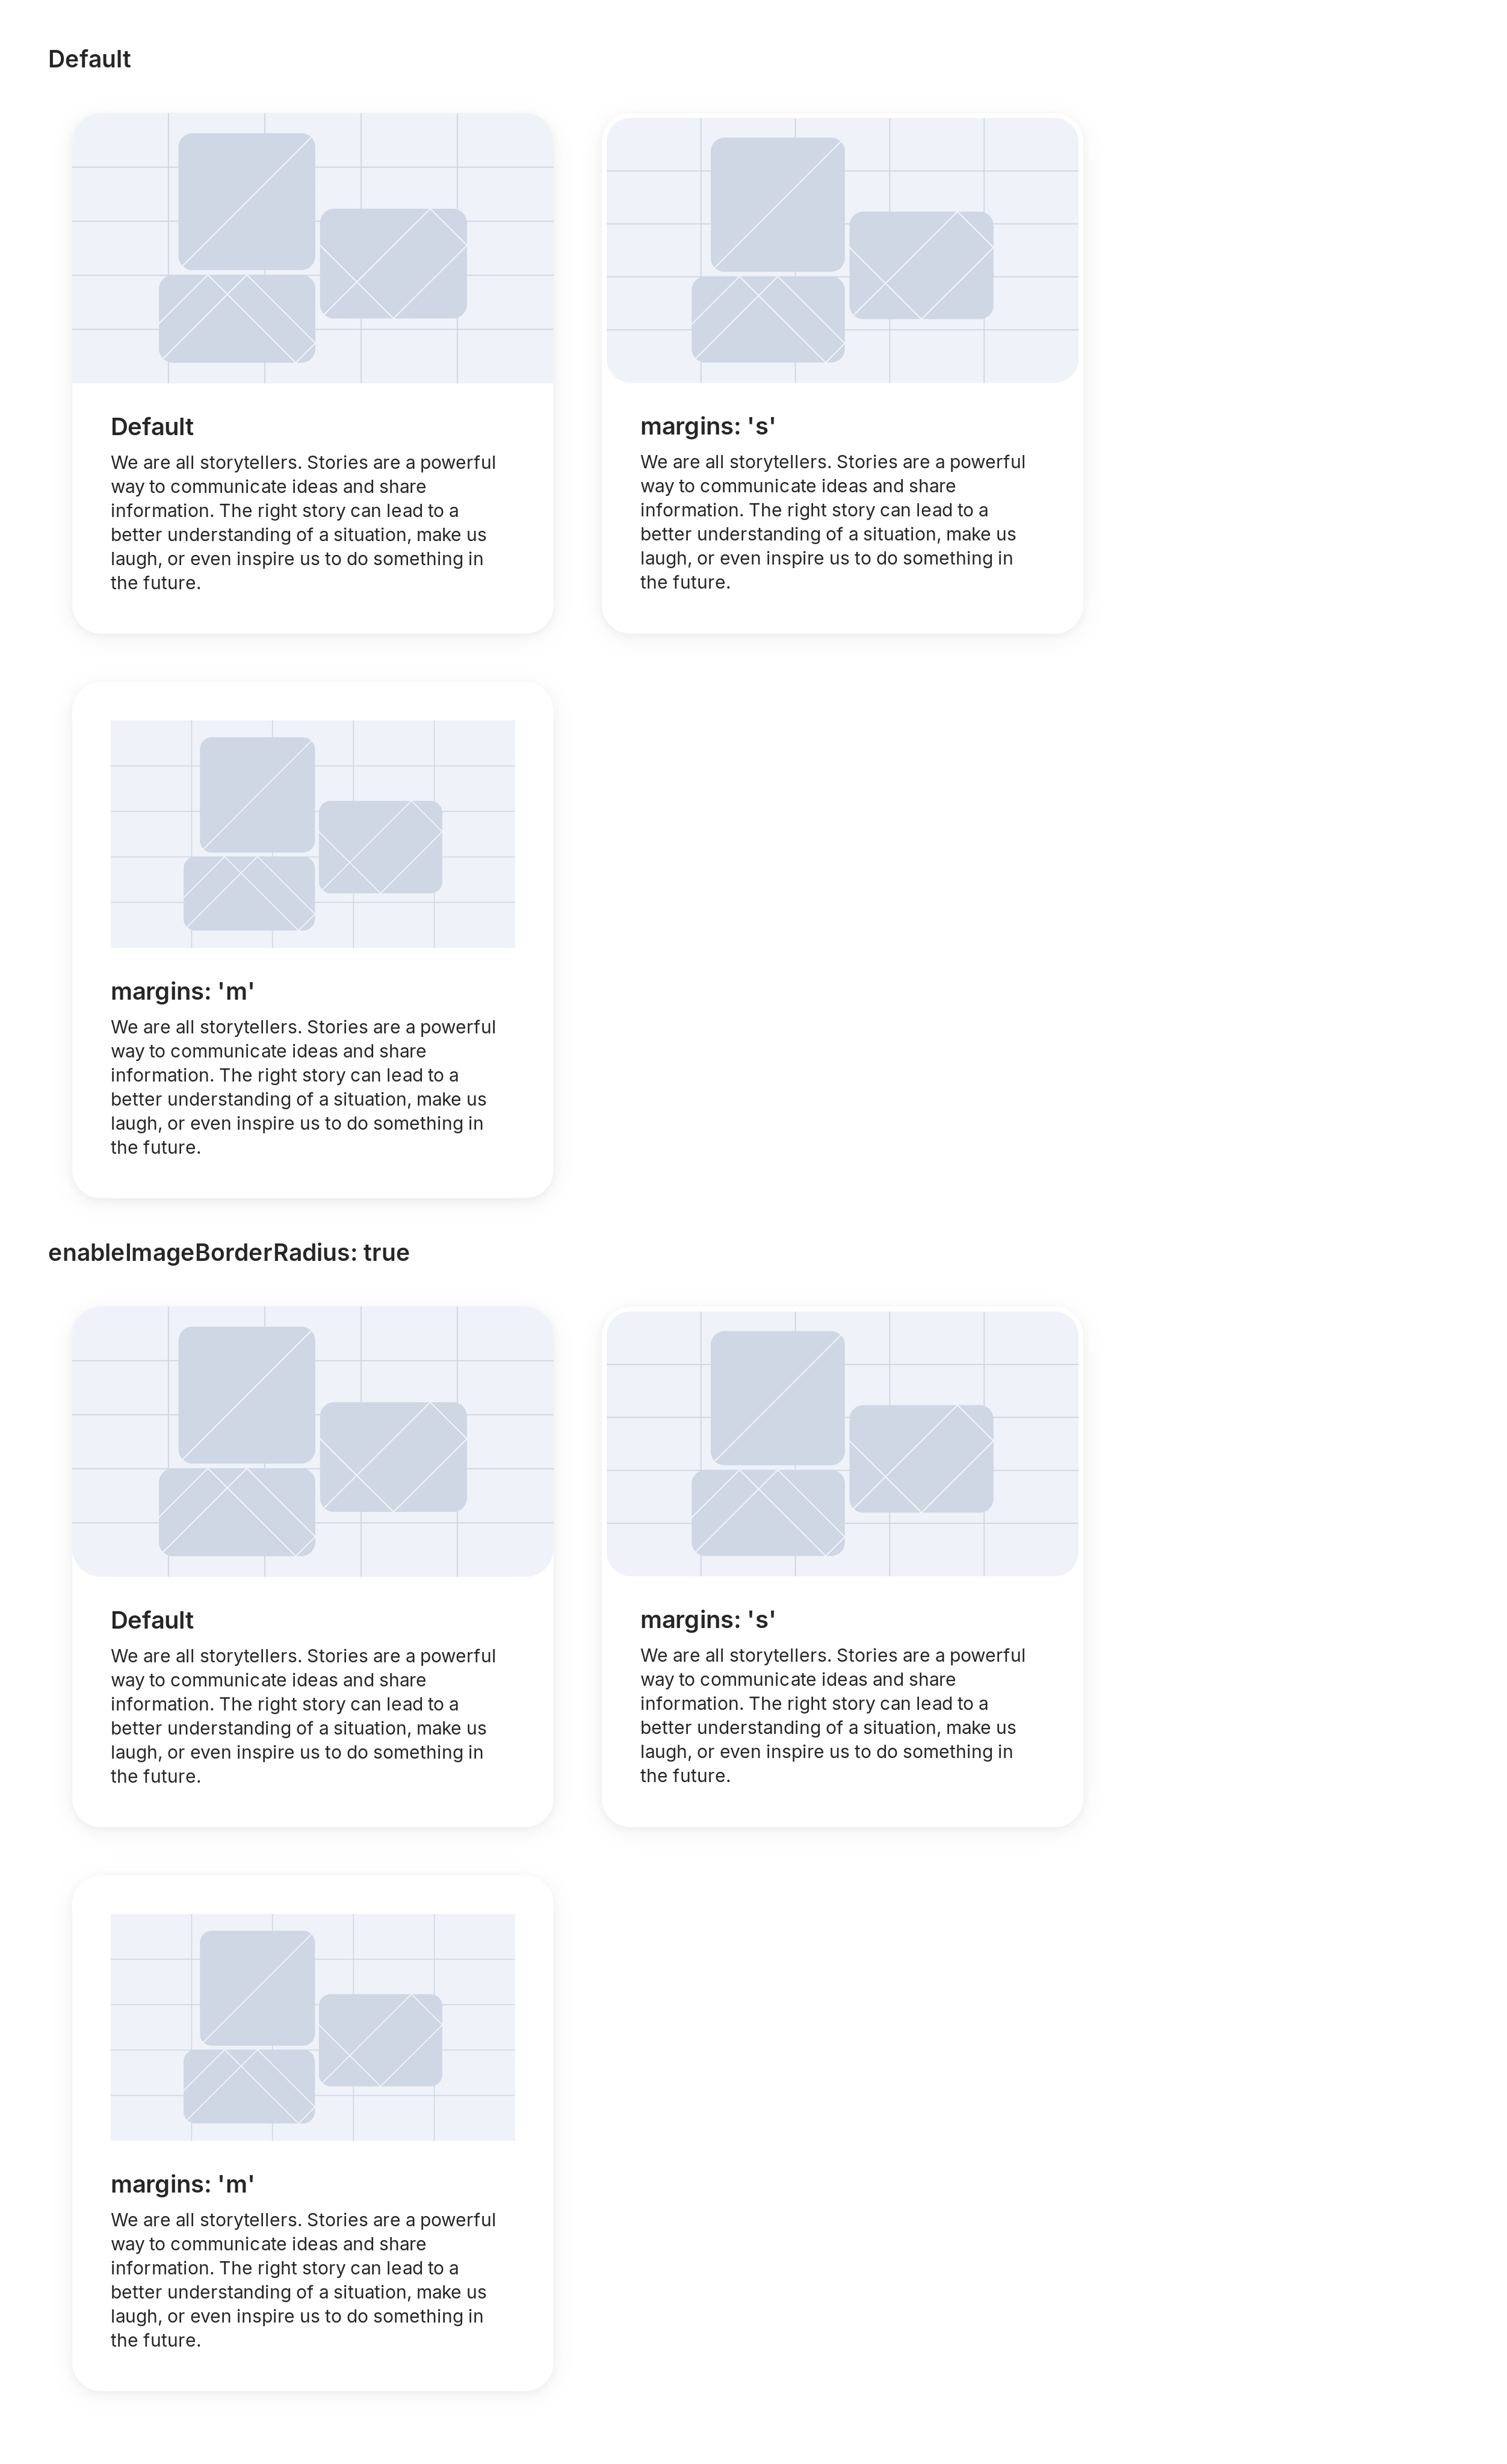 Default
Default
We are all storytellers. Stories are a powerful
way to communicate ideas and share
information. The right story can lead to a
better understanding of a situation, make us
laugh, or even inspire us to do something in
the future.
margins: 's'
We are all storytellers. Stories are a powerful
way to communicate ideas and share
information. The right story can lead to a
better understanding of a situation, make us
laugh, or even inspire us to do something in
the future.
margins: 'm'
We are all storytellers. Stories are a powerful
way to communicate ideas and share
information. The right story can lead to a
better understanding of a situation, make us
laugh, or even inspire us to do something in
the future.
enableImageBorderRadius: true
Default
We are all storytellers. Stories are a powerful
way to communicate ideas and share
information. The right story can lead to a
better understanding of a situation, make us
laugh, or even inspire us to do something in
the future.
margins: 's'
We are all storytellers. Stories are a powerful
way to communicate ideas and share
information. The right story can lead to a
better understanding of a situation, make us
laugh, or even inspire us to do something in
the future.
margins: 'm'
We are all storytellers. Stories are a powerful
way to communicate ideas and share
information. The right story can lead to a
better understanding of a situation, make us
laugh, or even inspire us to do something in
the future.